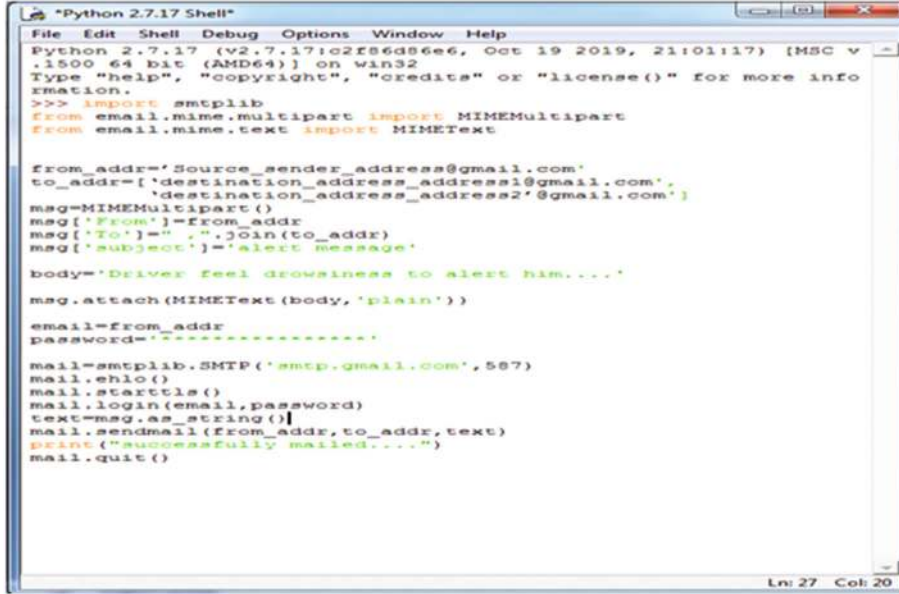 *Python 2.7.17 Shell*
File Edit Shell Debug Options Window Help
Python 2.7.17 (v2.7.17:c2f86d86e6, Oct 19 2019, 21:01:17) [MSC v
.1500 64 bit (AMD64)] on win32
Type "help", "copyright", "credits" or "license()" for more info
rmation.
>>> import smtplib
from email.mime.multipart import MIMEMultipart
from email.mime.text import MIMEText
from_addr='Source_sender_address@gmail.com'
to_addr=['destination_address_address1@gmail.com',
'destination_address_address2'@gmail.com']
msg=MIMEMultipart()
msg['From']=from_addr
msg['To']=" ,".join(to_addr)
msg['subject']='alert message'
body='Driver feel drowsiness to alert him....'
msg.attach(MIMEText(body,'plain'))
email=from_addr
password='****************'
mail=smtplib.SMTP('smtp.gmail.com',587)
mail.ehlo()
mail.starttls()
mail.login(email,password)
text=msg.as_string()
mail.sendmail(from_addr,to_addr,text)
print("successfully mailed....")
mail.quit()
Ln: 27 Col: 20